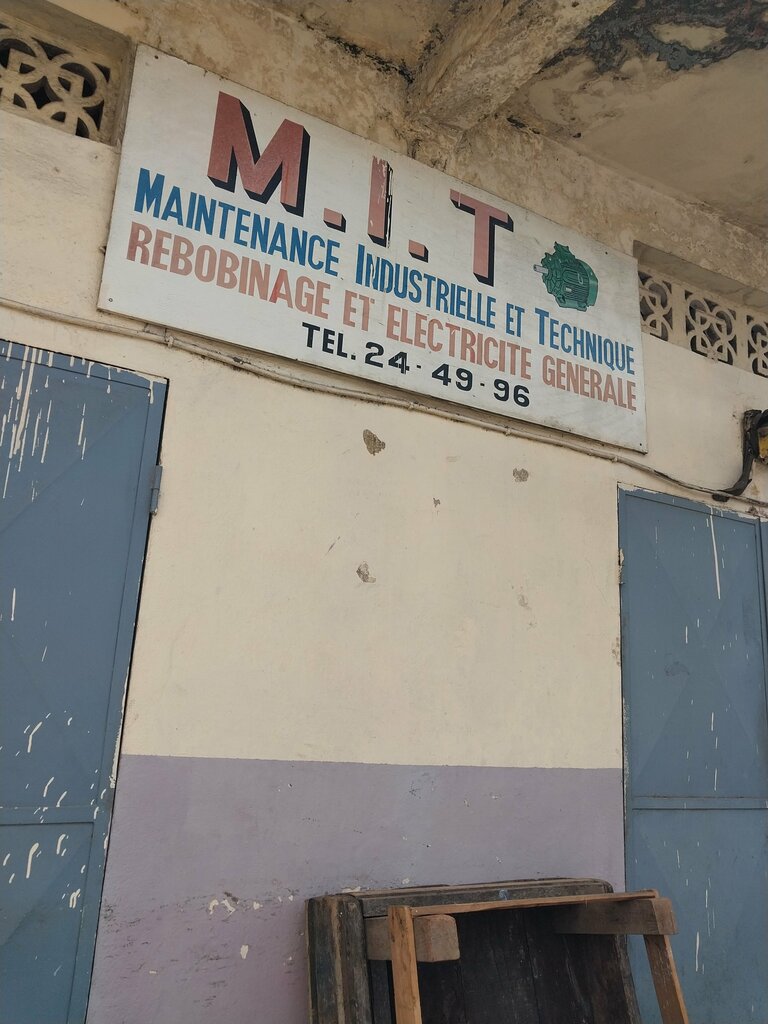 M.I.T
MAINTENANCE INDUSTRIELLE ET TECHNIQUE
REBOBINAGE ET ELECTRICITE GENERALE
TEL. 24-49-96